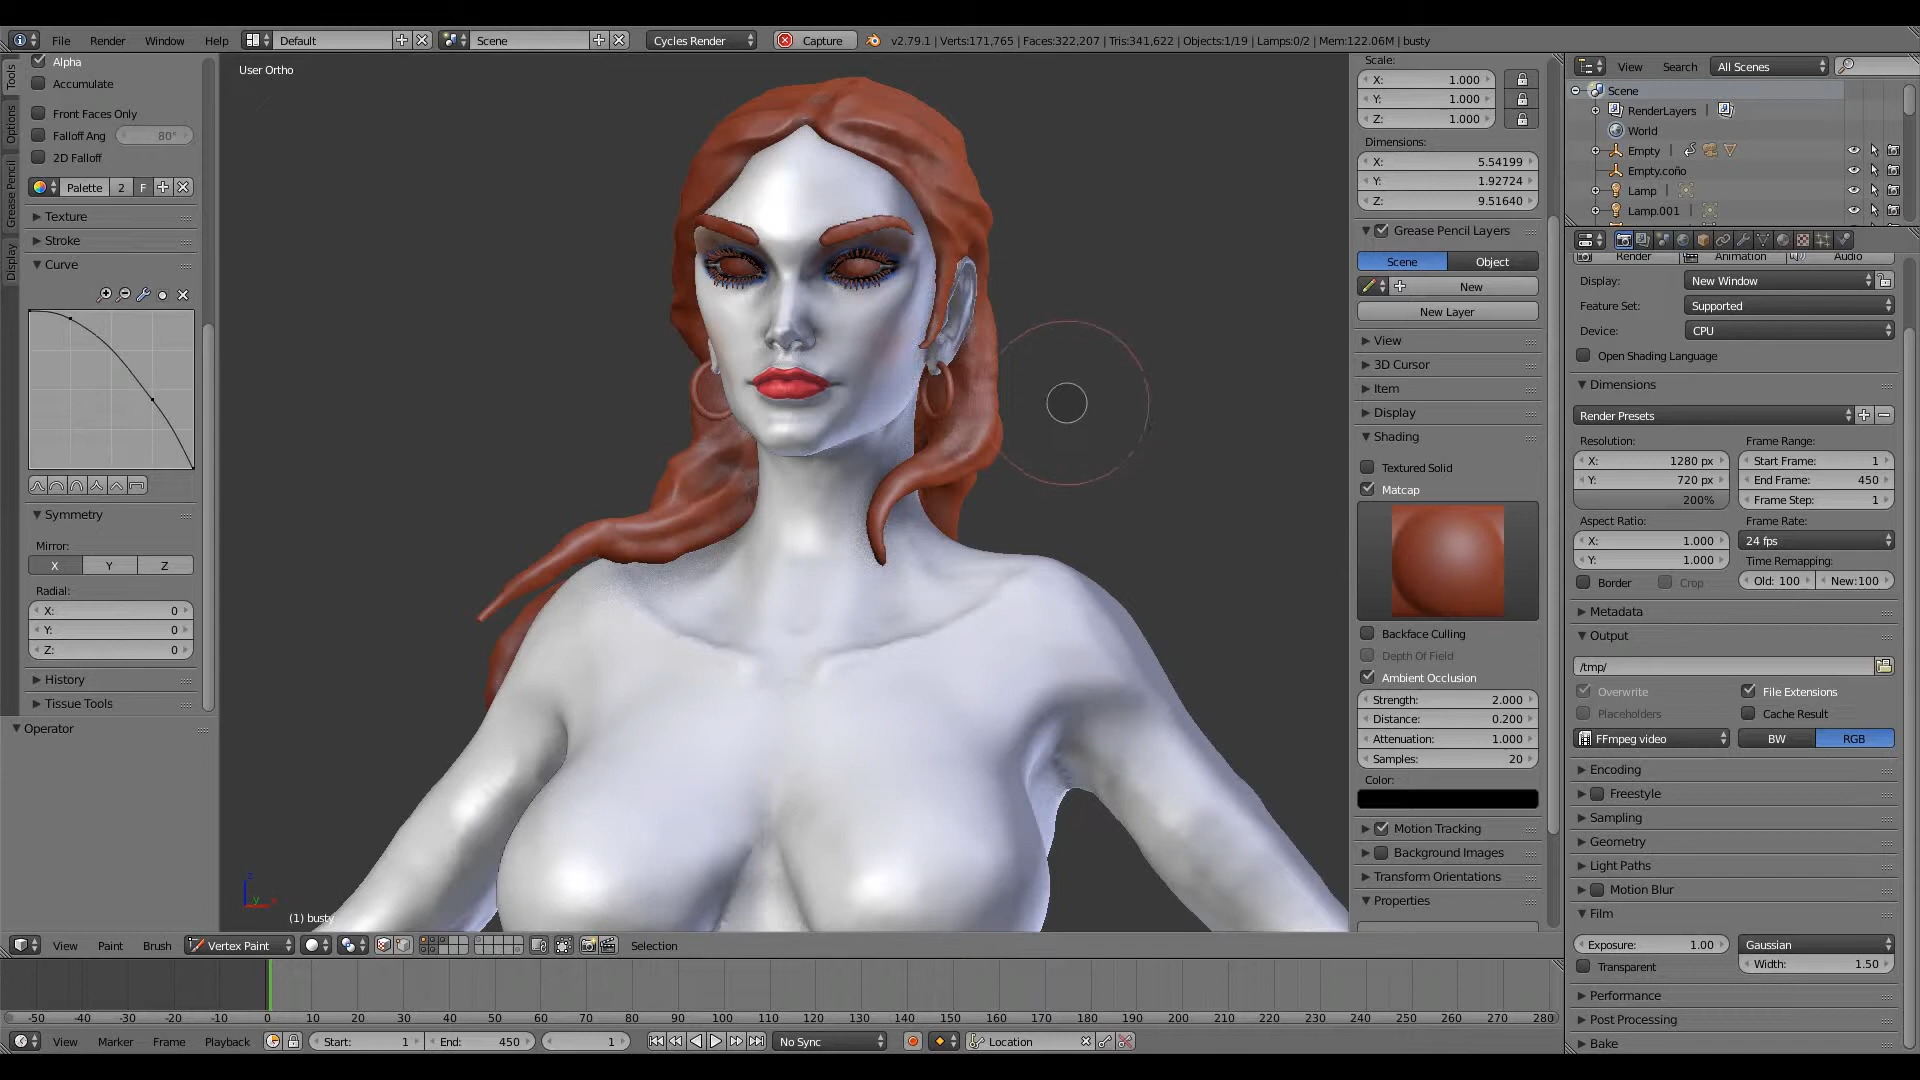 File Render Window Help Default Scene Cycles Render Capture v2.79.1 | Verts:171,765 | Faces:322,207 | Tris:341,622 | Objects:1/19 | Lamps:0/2 | Mem:122.06M | busty
Tools
Options
Grease Pencil
Display
Alpha
Accumulate
Front Faces Only
Falloff Ang 80°
2D Falloff
Palette 2 F
Texture
Stroke
Curve
Symmetry
Mirror:
X Y Z
Radial:
X: 0
Y: 0
Z: 0
History
Tissue Tools
Operator
User Ortho
(1) busty
Scale:
X: 1.000
Y: 1.000
Z: 1.000
Dimensions:
X: 5.54199
Y: 1.92724
Z: 9.51640
Grease Pencil Layers
Scene Object
New
New Layer
View
3D Cursor
Item
Display
Shading
Textured Solid
Matcap
Backface Culling
Depth Of Field
Ambient Occlusion
Strength: 2.000
Distance: 0.200
Attenuation: 1.000
Samples: 20
Color:
Motion Tracking
Background Images
Transform Orientations
Properties
View Search All Scenes
Scene
RenderLayers
World
Empty
Empty.coño
Lamp
Lamp.001
Render Animation Audio
Display: New Window
Feature Set: Supported
Device: CPU
Open Shading Language
Dimensions
Render Presets
Resolution: Frame Range:
X: 1280 px Start Frame: 1
Y: 720 px End Frame: 450
200% Frame Step: 1
Aspect Ratio: Frame Rate:
X: 1.000 24 fps
Y: 1.000 Time Remapping:
Border Crop Old: 100 New:100
Metadata
Output
/tmp/
Overwrite File Extensions
Placeholders Cache Result
FFmpeg video BW RGB
Encoding
Freestyle
Sampling
Geometry
Light Paths
Motion Blur
Film
Exposure: 1.00 Gaussian
Transparent Width: 1.50
Performance
Post Processing
Bake
View Paint Brush Vertex Paint Selection
-50 -40 -30 -20 -10 0 10 20 30 40 50 60 70 80 90 100 110 120 130 140 150 160 170 180 190 200 210 220 230 240 250 260 270 280
View Marker Frame Playback Start: 1 End: 450 1 No Sync Location